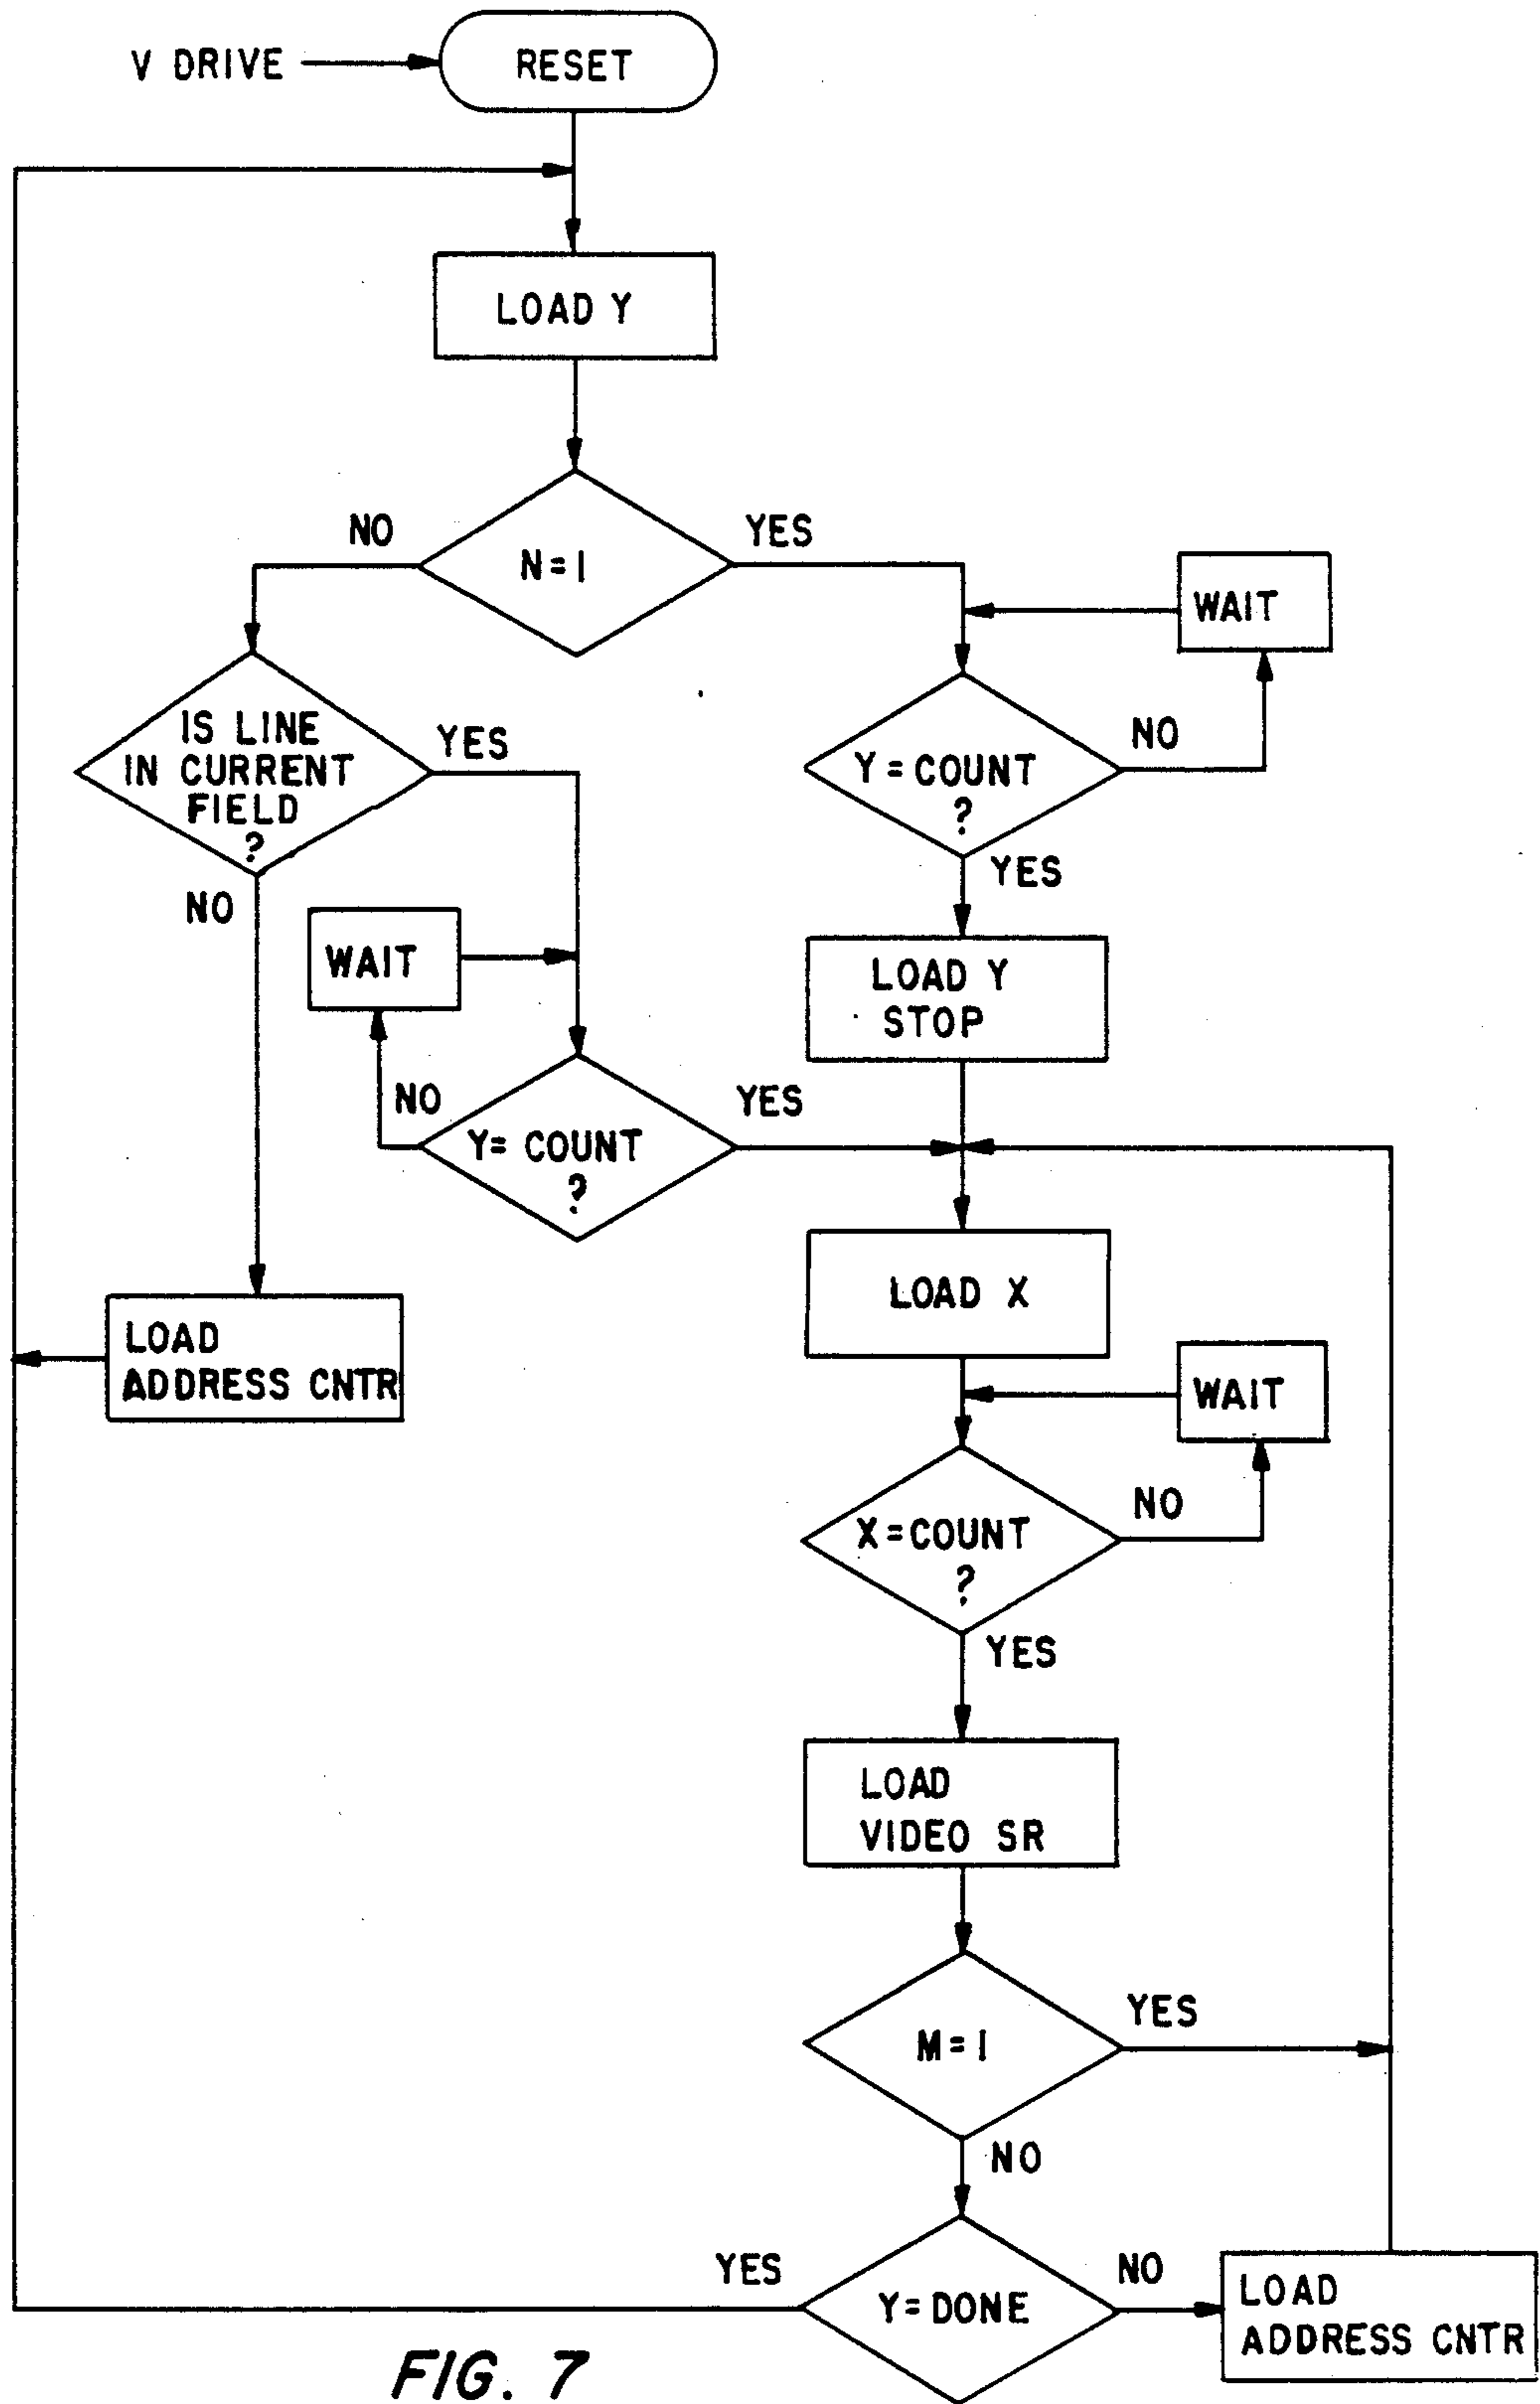 V DRIVE
RESET
LOAD Y
NO
N=1
YES
WAIT
IS LINE
IN CURRENT
FIELD
?
YES
NO
Y=COUNT
?
NO
YES
WAIT
LOAD Y
STOP
NO
Y= COUNT
?
YES
LOAD X
LOAD
ADDRESS CNTR
WAIT
X=COUNT
?
NO
YES
LOAD
VIDEO SR
M=1
YES
NO
YES
Y=DONE
NO
LOAD
ADDRESS CNTR
FIG. 7